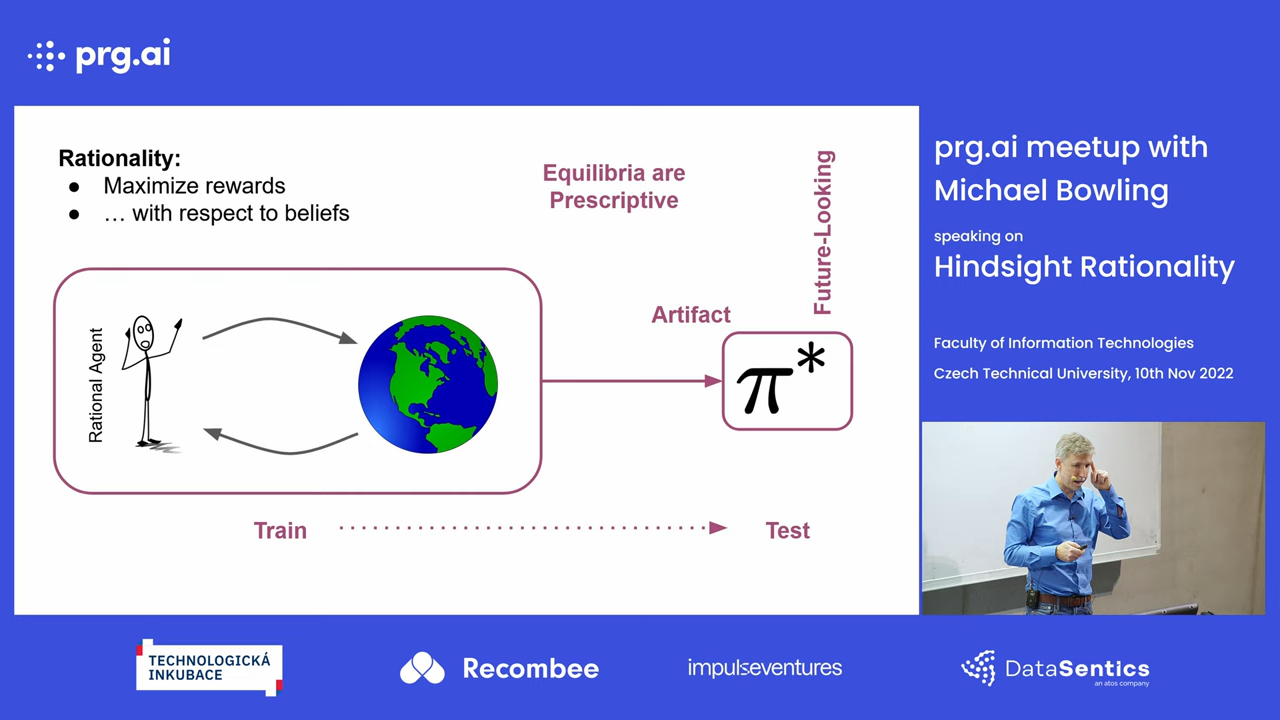 prg.ai
Rationality:
● Maximize rewards
● … with respect to beliefs
Equilibria are
Prescriptive
Future-Looking
Artifact
Rational Agent
π*
Train
Test
prg.ai meetup with
Michael Bowling
speaking on
Hindsight Rationality
Faculty of Information Technologies
Czech Technical University, 10th Nov 2022
TECHNOLOGICKÁ
INKUBACE
Recombee
impulseventures
DataSentics
an atos company